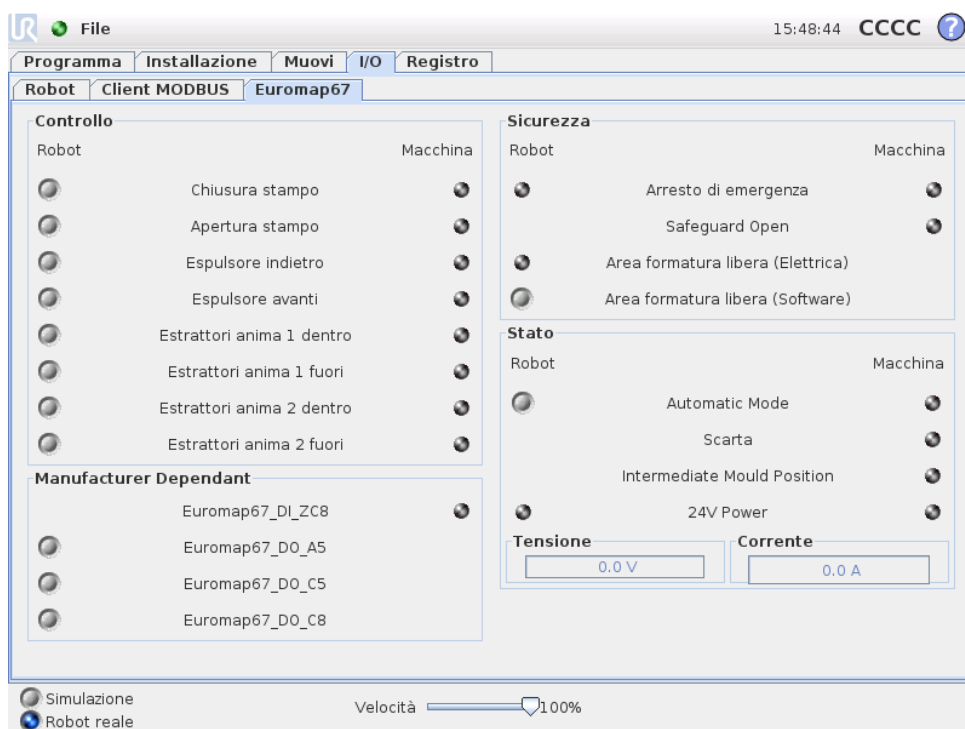 UR File 15:48:44 CCCC ?
Programma Installazione Muovi I/O Registro
Robot Client MODBUS Euromap67
Controllo
Robot Macchina
Chiusura stampo
Apertura stampo
Espulsore indietro
Espulsore avanti
Estrattori anima 1 dentro
Estrattori anima 1 fuori
Estrattori anima 2 dentro
Estrattori anima 2 fuori
Manufacturer Dependant
Euromap67_DI_ZC8
Euromap67_DO_A5
Euromap67_DO_C5
Euromap67_DO_C8
Sicurezza
Robot Macchina
Arresto di emergenza
Safeguard Open
Area formatura libera (Elettrica)
Area formatura libera (Software)
Stato
Robot Macchina
Automatic Mode
Scarta
Intermediate Mould Position
24V Power
Tensione Corrente
0.0 V 0.0 A
Simulazione
Robot reale
Velocità 100%